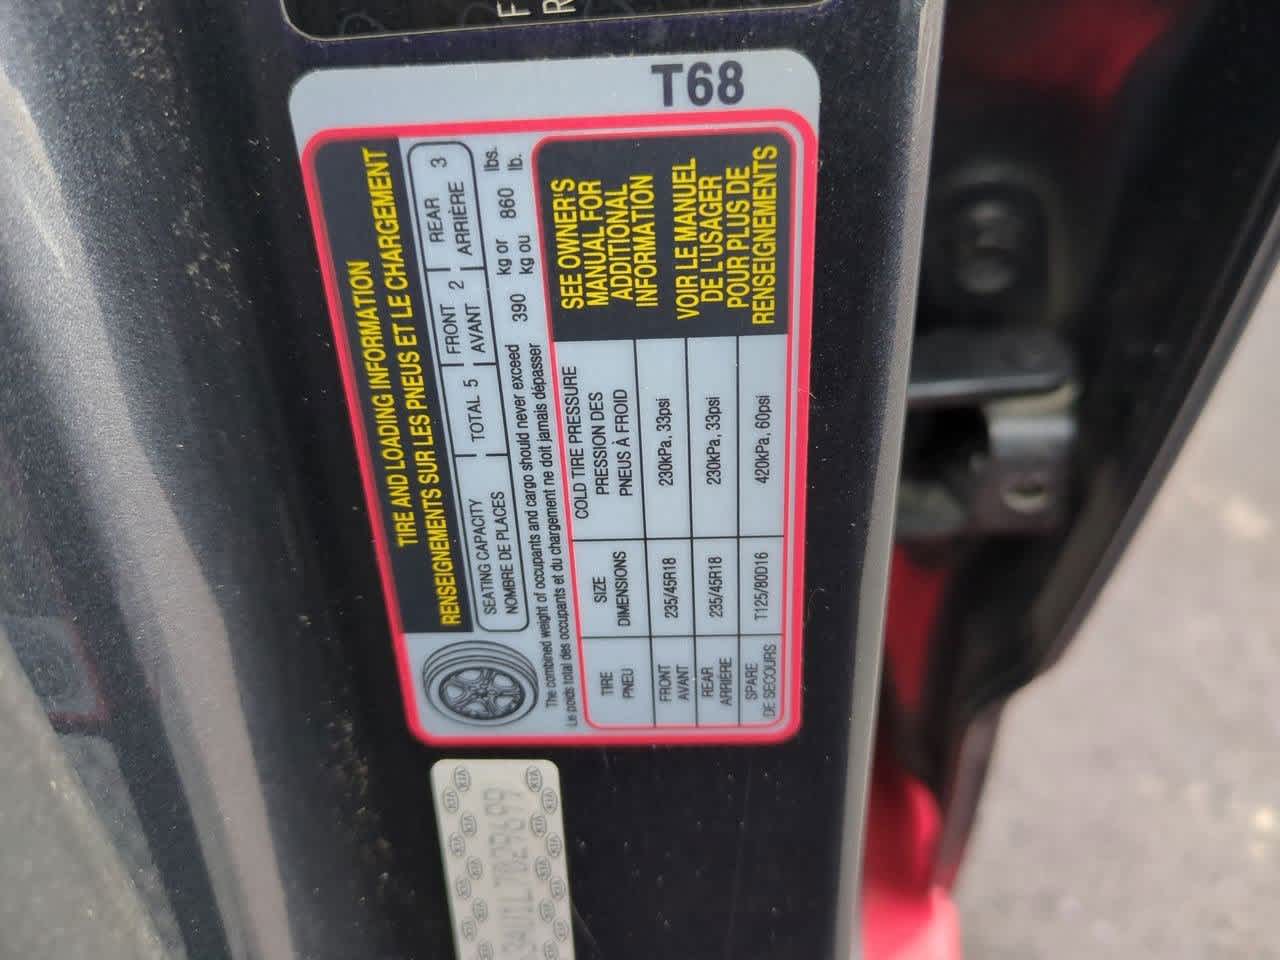 F
R
T68
TIRE AND LOADING INFORMATION
RENSEIGNEMENTS SUR LES PNEUS ET LE CHARGEMENT
SEATING CAPACITY
NOMBRE DE PLACES
TOTAL 5
FRONT
AVANT
2
REAR
ARRIÈRE
3
The combined weight of occupants and cargo should never exceed 390 kg or 860 lbs.
Le poids total des occupants et du chargement ne doit jamais dépasser kg ou lb.
TIRE
PNEU
SIZE
DIMENSIONS
COLD TIRE PRESSURE
PRESSION DES
PNEUS À FROID
FRONT
AVANT
235/45R18
230kPa, 33psi
REAR
ARRIÈRE
235/45R18
230kPa, 33psi
SPARE
DE SECOURS
T125/80D16
420kPa, 60psi
SEE OWNER'S
MANUAL FOR
ADDITIONAL
INFORMATION
VOIR LE MANUEL
DE L'USAGER
POUR PLUS DE
RENSEIGNEMENTS